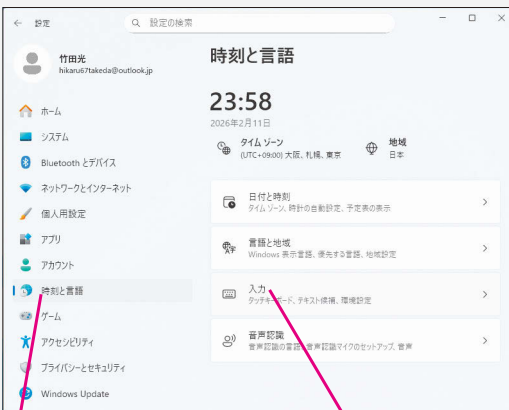 設定
設定の検索
竹田光
hikaru67takeda@outlook.jp
ホーム
システム
Bluetooth とデバイス
ネットワークとインターネット
個人用設定
アプリ
アカウント
時刻と言語
ゲーム
アクセシビリティ
プライバシーとセキュリティ
Windows Update
時刻と言語
23:58
2026年2月11日
タイム ゾーン
(UTC+09:00) 大阪、札幌、東京
地域
日本
日付と時刻
タイム ゾーン、時計の自動設定、予定表の表示
言語と地域
Windows 表示言語、優先する言語、地域設定
入力
タッチ キーボード、テキスト候補、環境設定
音声認識
音声認識の言語、音声認識マイクのセットアップ、音声